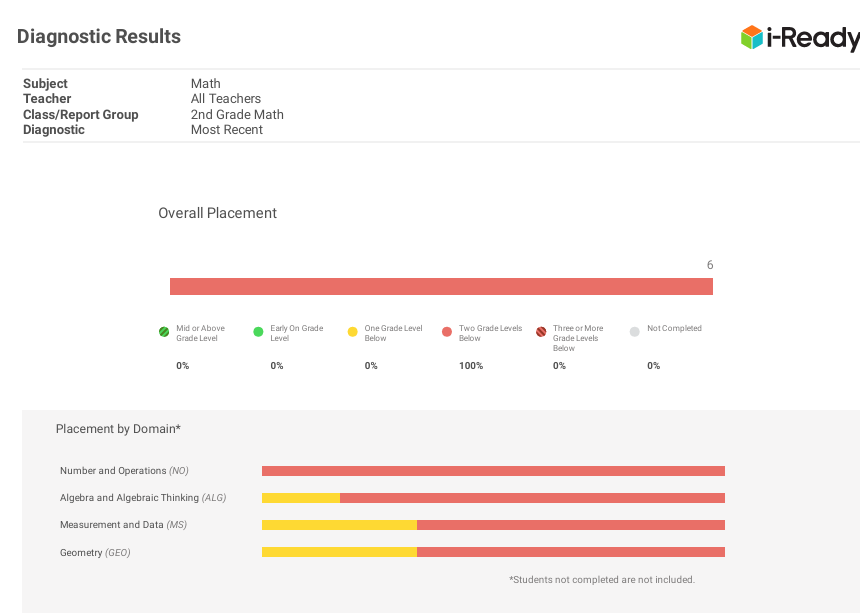 Diagnostic Results
i-Ready
Subject Math
Teacher All Teachers
Class/Report Group 2nd Grade Math
Diagnostic Most Recent
Overall Placement
6
Mid or Above Grade Level
0%
Early On Grade Level
0%
One Grade Level Below
0%
Two Grade Levels Below
100%
Three or More Grade Levels Below
0%
Not Completed
0%
Placement by Domain*
Number and Operations (NO)
Algebra and Algebraic Thinking (ALG)
Measurement and Data (MS)
Geometry (GEO)
*Students not completed are not included.